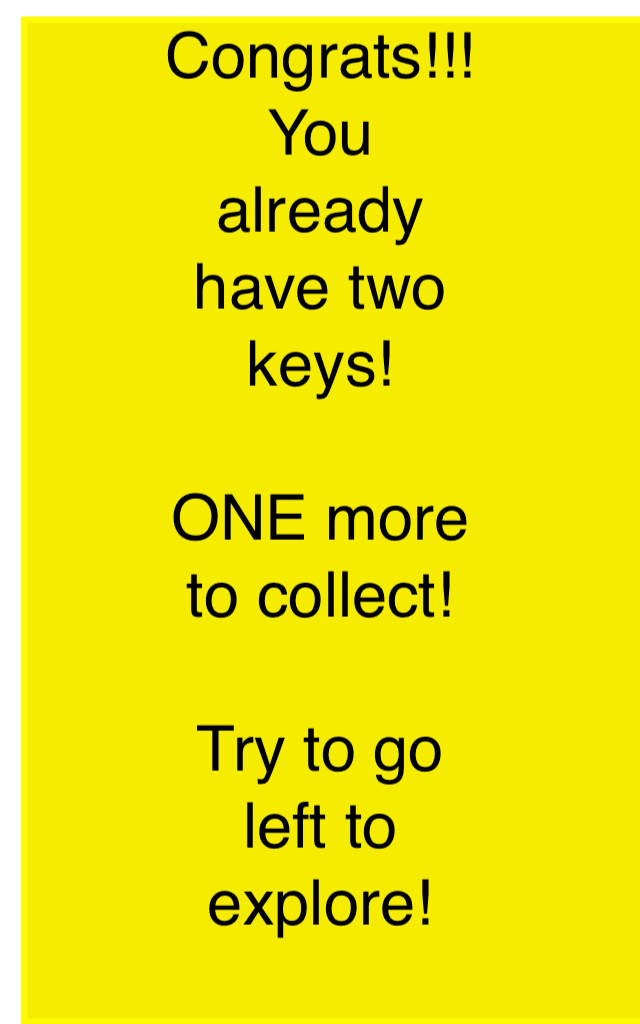 Congrats!!!
You
already
have two
keys!
ONE more
to collect!
Try to go
left to
explore!